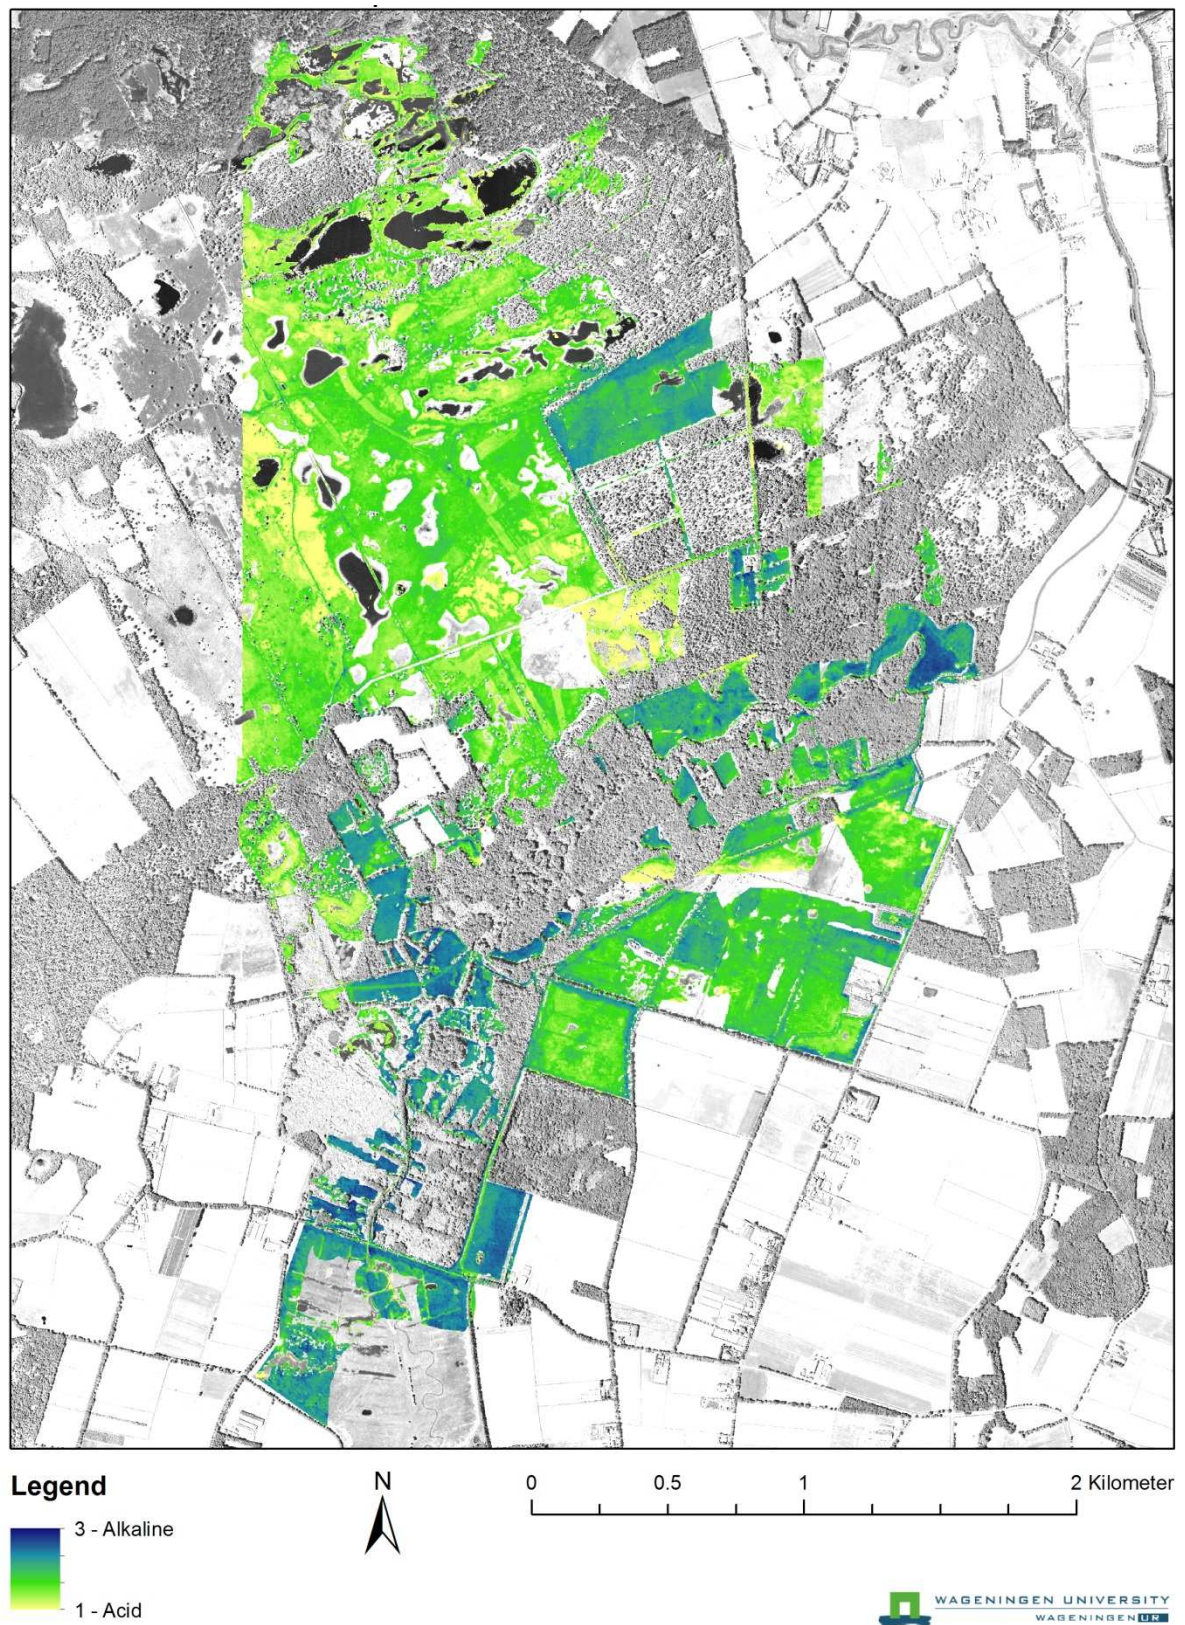 Legend
3 - Alkaline
1 - Acid
N
0 0.5 1 2 Kilometer
WAGENINGEN UNIVERSITY
WAGENINGEN UR